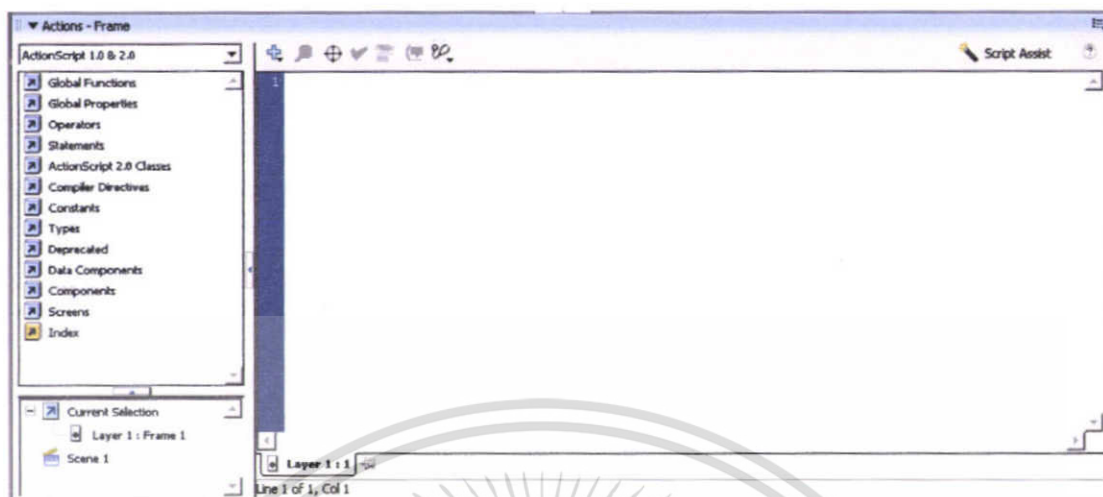 Actions - Frame
ActionScript 1.0 & 2.0
Script Assist
Global Functions
Global Properties
Operators
Statements
ActionScript 2.0 Classes
Compiler Directives
Constants
Types
Deprecated
Data Components
Components
Screens
Index
1
Current Selection
Layer 1 : Frame 1
Scene 1
Layer 1 : 1
Line 1 of 1, Col 1